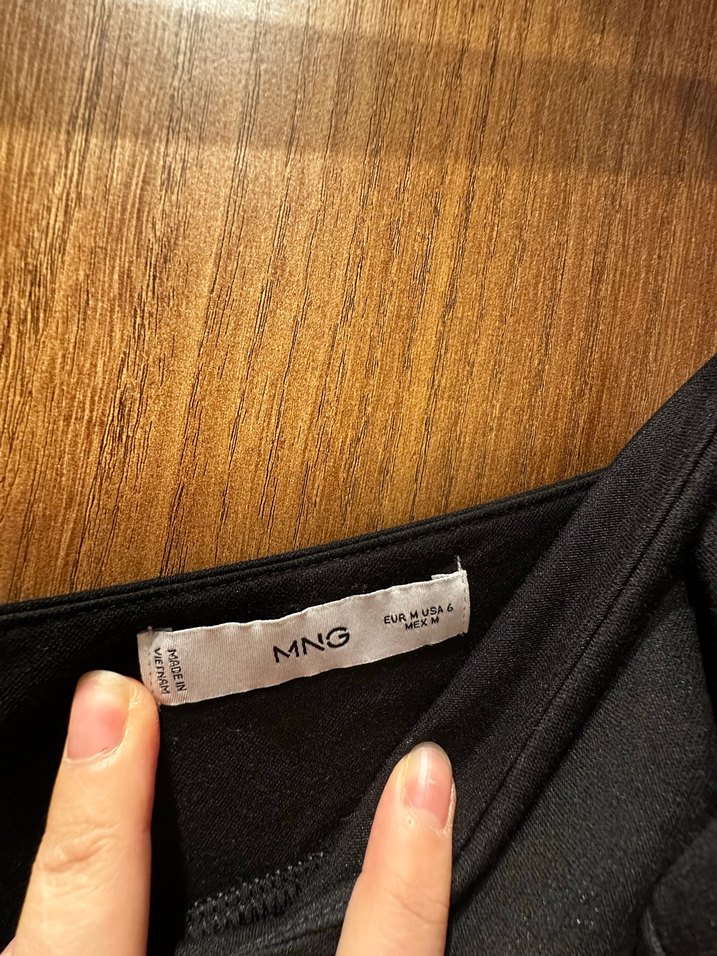 MADE IN
VIETNAM
MNG
EUR M USA 6
MEX M